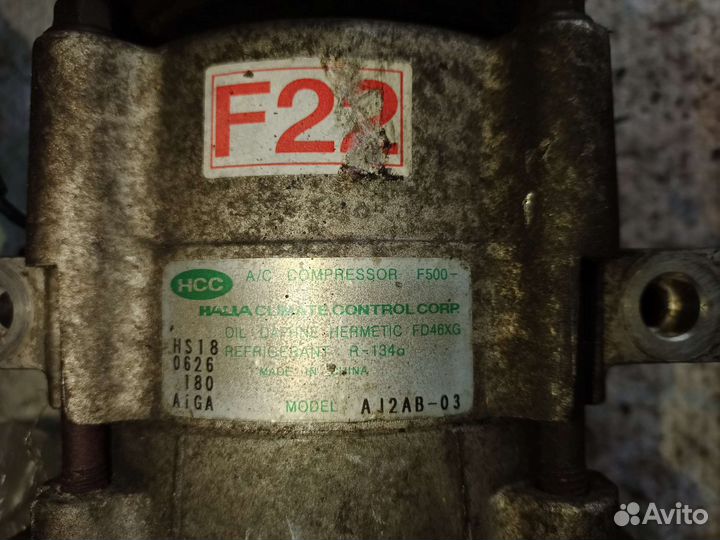 F22
HCC A/C COMPRESSOR F500-
HALLA CLIMATE CONTROL CORP.
OIL DAPHNE HERMETIC FD46XG
REFRIGERANT R-134a
MADE IN CHINA
HS18
0626
180
AiGA
MODEL AJ2AB-03
Avito